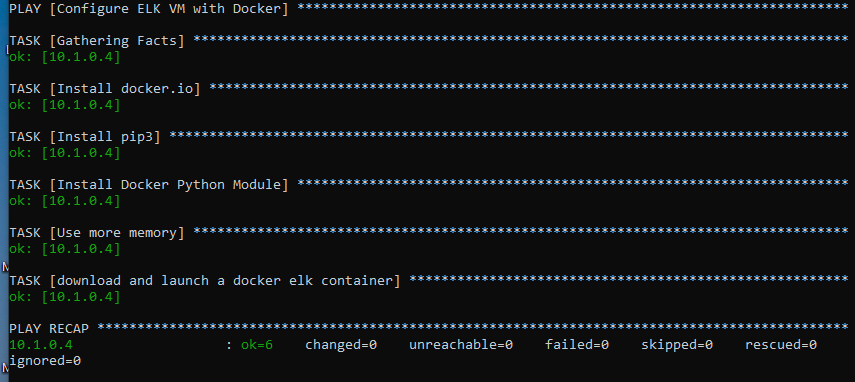 PLAY [Configure ELK VM with Docker] *********************************************************************
TASK [Gathering Facts] **********************************************************************************
ok: [10.1.0.4]
TASK [Install docker.io] ********************************************************************************
ok: [10.1.0.4]
TASK [Install pip3] *************************************************************************************
ok: [10.1.0.4]
TASK [Install Docker Python Module] *********************************************************************
ok: [10.1.0.4]
TASK [Use more memory] **********************************************************************************
ok: [10.1.0.4]
TASK [download and launch a docker elk container] *******************************************************
ok: [10.1.0.4]
PLAY RECAP **********************************************************************************************
10.1.0.4                   : ok=6    changed=0    unreachable=0    failed=0    skipped=0    rescued=0
ignored=0